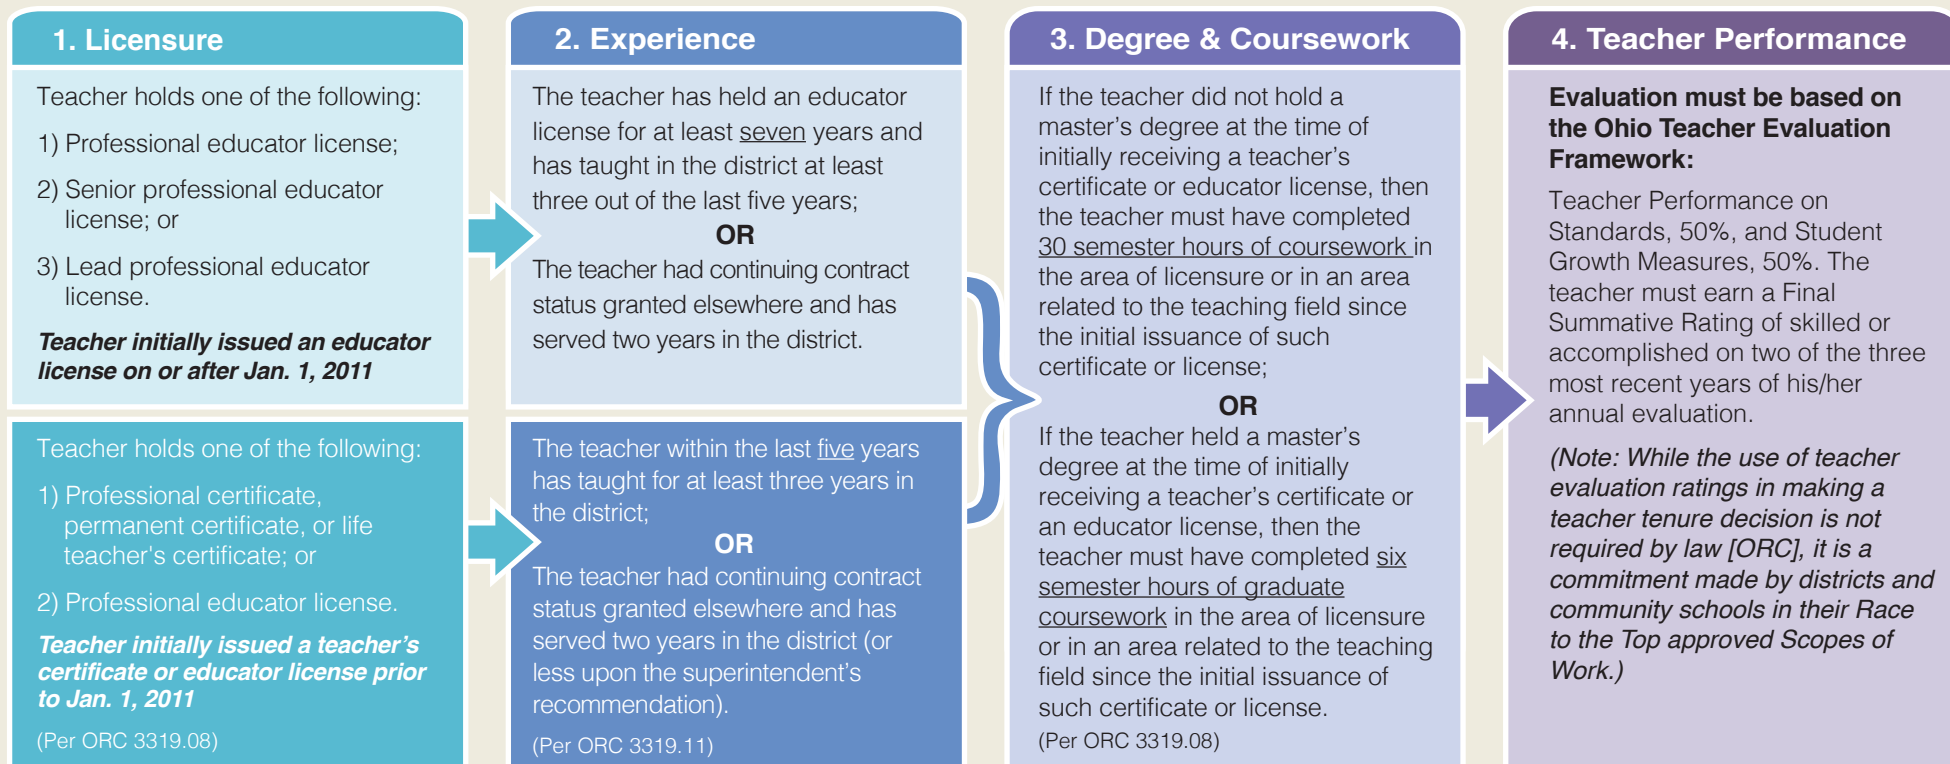 1. Licensure
Teacher holds one of the following:
1) Professional educator license;
2) Senior professional educator
license; or
3) Lead professional educator
license.
Teacher initially issued an educator
license on or after Jan. 1, 2011
Teacher holds one of the following:
1) Professional certificate,
permanent certificate, or life
teacher's certificate; or
2) Professional educator license.
Teacher initially issued a teacher’s
certificate or educator license prior
to Jan. 1, 2011
(Per ORC 3319.08)
2. Experience
The teacher has held an educator
license for at least seven years and
has taught in the district at least
three out of the last five years;
OR
The teacher had continuing contract
status granted elsewhere and has
served two years in the district.
The teacher within the last five years
has taught for at least three years in
the district;
OR
The teacher had continuing contract
status granted elsewhere and has
served two years in the district (or
less upon the superintendent’s
recommendation).
(Per ORC 3319.11)
3. Degree & Coursework
If the teacher did not hold a
master’s degree at the time of
initially receiving a teacher’s
certificate or educator license, then
the teacher must have completed
30 semester hours of coursework in
the area of licensure or in an area
related to the teaching field since
the initial issuance of such
certificate or license;
OR
If the teacher held a master’s
degree at the time of initially
receiving a teacher’s certificate or
an educator license, then the
teacher must have completed six
semester hours of graduate
coursework in the area of licensure
or in an area related to the teaching
field since the initial issuance of
such certificate or license.
(Per ORC 3319.08)
4. Teacher Performance
Evaluation must be based on
the Ohio Teacher Evaluation
Framework:
Teacher Performance on
Standards, 50%, and Student
Growth Measures, 50%. The
teacher must earn a Final
Summative Rating of skilled or
accomplished on two of the three
most recent years of his/her
annual evaluation.
(Note: While the use of teacher
evaluation ratings in making a
teacher tenure decision is not
required by law [ORC], it is a
commitment made by districts and
community schools in their Race
to the Top approved Scopes of
Work.)